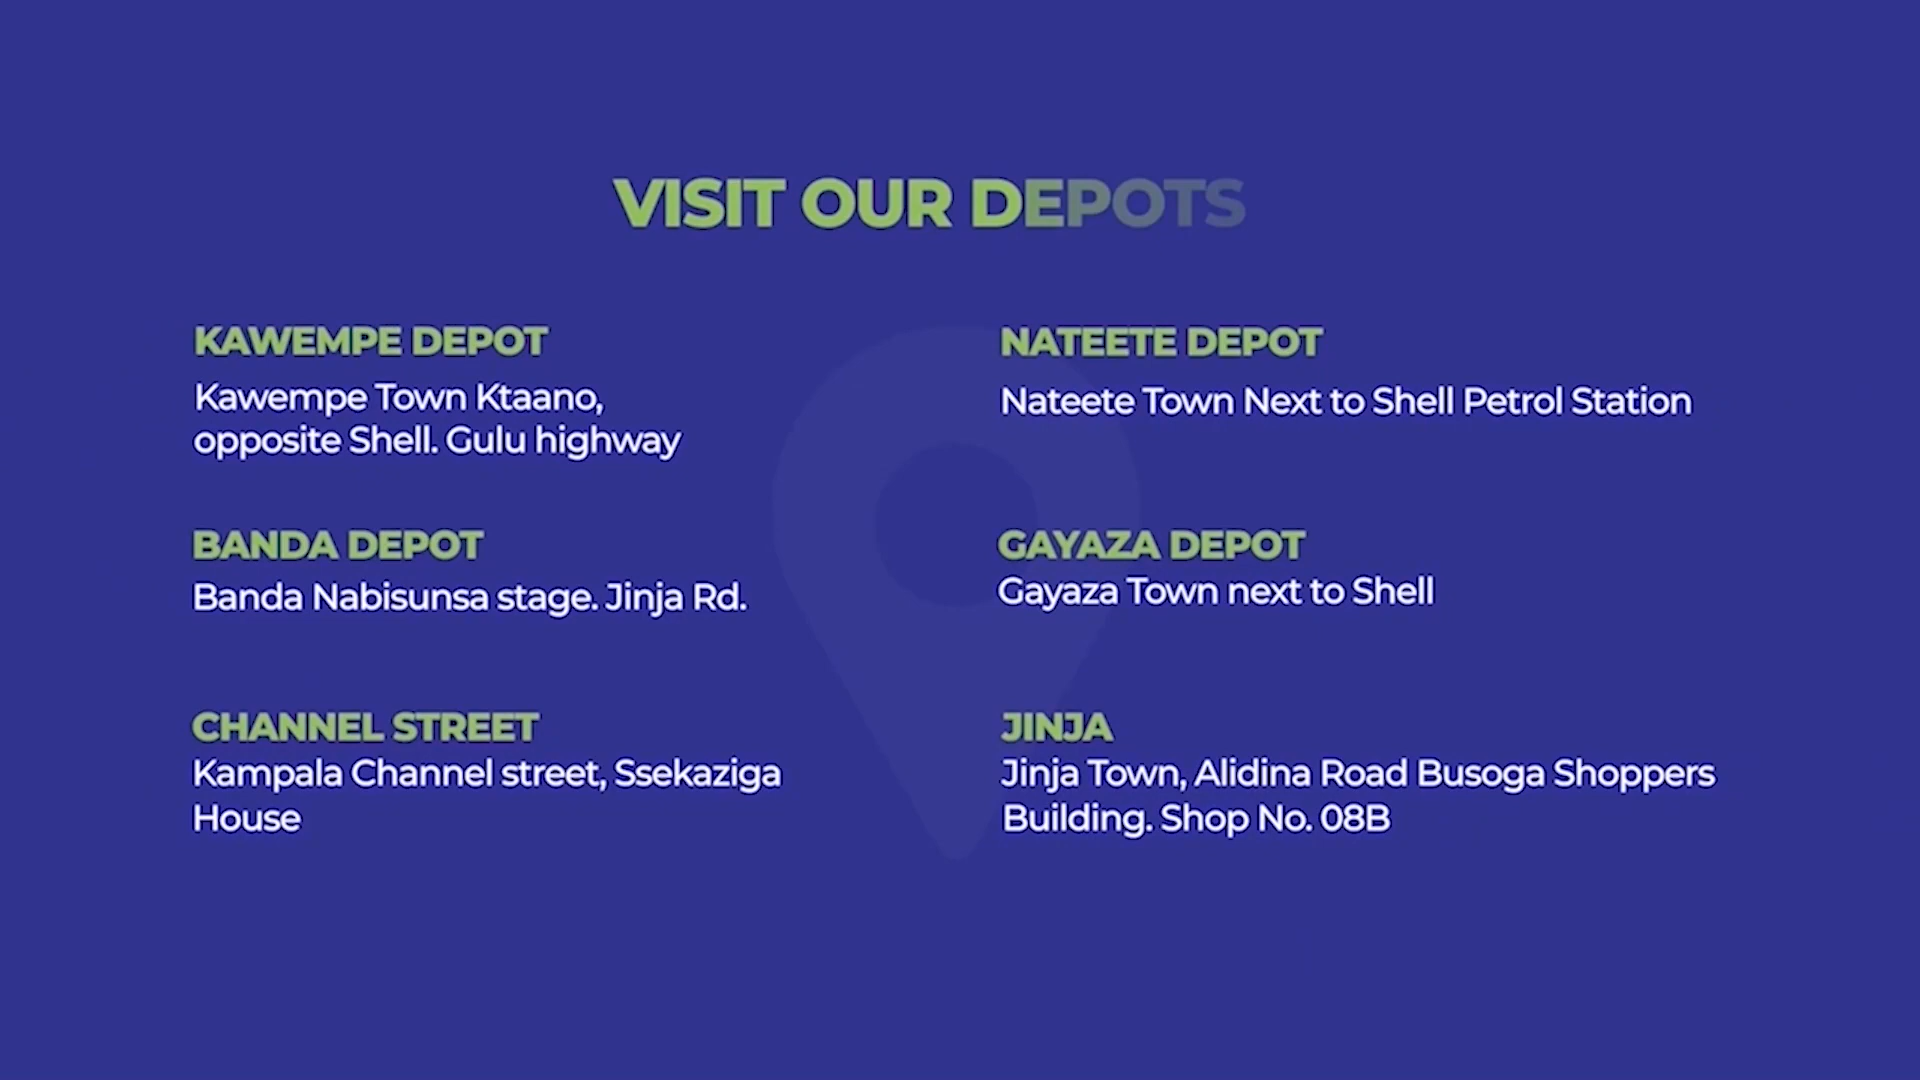 VISIT OUR DEPOTS
KAWEMPE DEPOT
Kawempe Town Ktaano,
opposite Shell. Gulu highway
NATEETE DEPOT
Nateete Town Next to Shell Petrol Station
BANDA DEPOT
Banda Nabisunsa stage. Jinja Rd.
GAYAZA DEPOT
Gayaza Town next to Shell
CHANNEL STREET
Kampala Channel street, Ssekaziga
House
JINJA
Jinja Town, Alidina Road Busoga Shoppers
Building. Shop No. 08B